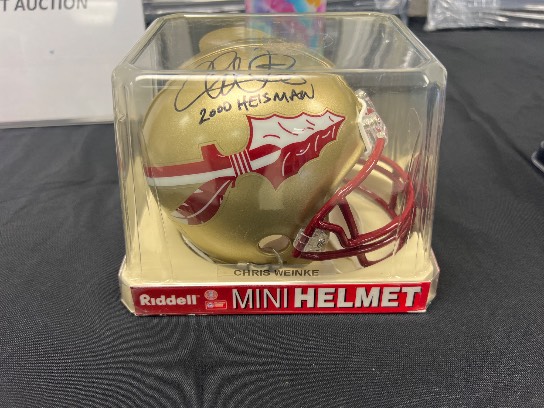 T AUCTION
2000 HEISMAN
CHRIS WEINKE
Riddell MINI HELMET